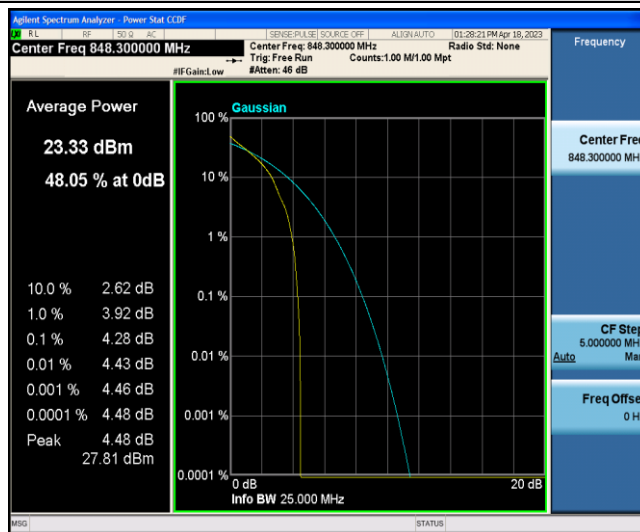 Agilent Spectrum Analyzer - Power Stat CCDF
RL RF 50 Ω AC SENSE:PULSE SOURCE OFF ALIGN AUTO 01:28:21 PM Apr 18, 2023
Center Freq 848.300000 MHz
Center Freq: 848.300000 MHz Radio Std: None
Trig: Free Run Counts:1.00 M/1.00 Mpt
#IFGain:Low #Atten: 46 dB
Frequency
Average Power
23.33 dBm
48.05 % at 0dB
10.0 % 2.62 dB
1.0 % 3.92 dB
0.1 % 4.28 dB
0.01 % 4.43 dB
0.001 % 4.46 dB
0.0001 % 4.48 dB
Peak 4.48 dB
27.81 dBm
Gaussian
100 %
10 %
1 %
0.1 %
0.01 %
0.001 %
0.0001 %
0 dB 20 dB
Info BW 25.000 MHz
Center Fre
848.300000 MH
CF Step
5.000000 MH
Auto Ma
Freq Offse
0 H
MSG STATUS